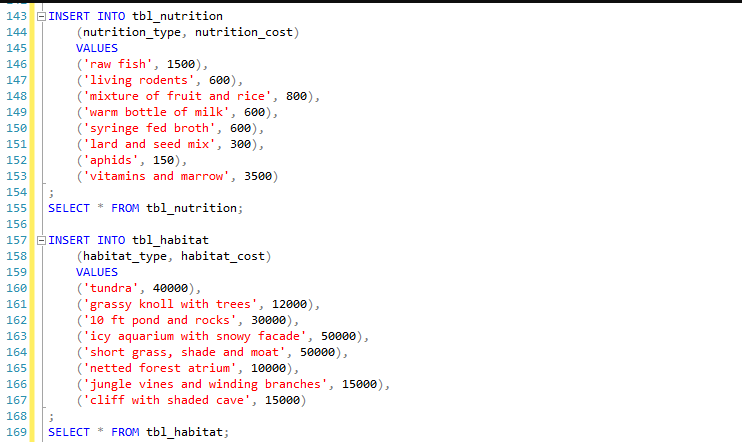 143 INSERT INTO tbl_nutrition
144 (nutrition_type, nutrition_cost)
145 VALUES
146 ('raw fish', 1500),
147 ('living rodents', 600),
148 ('mixture of fruit and rice', 800),
149 ('warm bottle of milk', 600),
150 ('syringe fed broth', 600),
151 ('lard and seed mix', 300),
152 ('aphids', 150),
153 ('vitamins and marrow', 3500)
154 ;
155 SELECT * FROM tbl_nutrition;
156
157 INSERT INTO tbl_habitat
158 (habitat_type, habitat_cost)
159 VALUES
160 ('tundra', 40000),
161 ('grassy knoll with trees', 12000),
162 ('10 ft pond and rocks', 30000),
163 ('icy aquarium with snowy facade', 50000),
164 ('short grass, shade and moat', 50000),
165 ('netted forest atrium', 10000),
166 ('jungle vines and winding branches', 15000),
167 ('cliff with shaded cave', 15000)
168 ;
169 SELECT * FROM tbl_habitat;